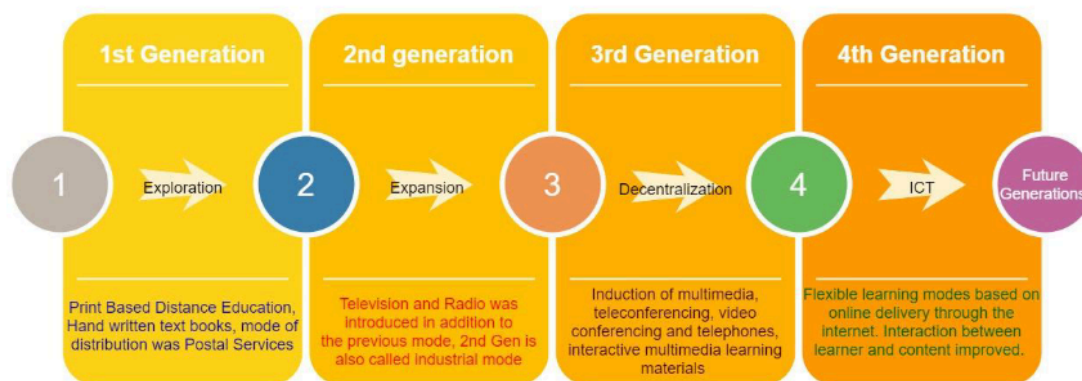 1st Generation
2nd generation
3rd Generation
4th Generation
1
Exploration
2
Expansion
3
Decentralization
4
ICT
Future
Generations
Print Based Distance Education,
Hand written text books, mode of
distribution was Postal Services
Television and Radio was
introduced in addition to
the previous mode, 2nd Gen is
also called industrial mode
Induction of multimedia,
teleconferencing, video
conferencing and telephones,
interactive multimedia learning
materials
Flexible learning modes based on
online delivery through the
internet. Interaction between
learner and content improved.